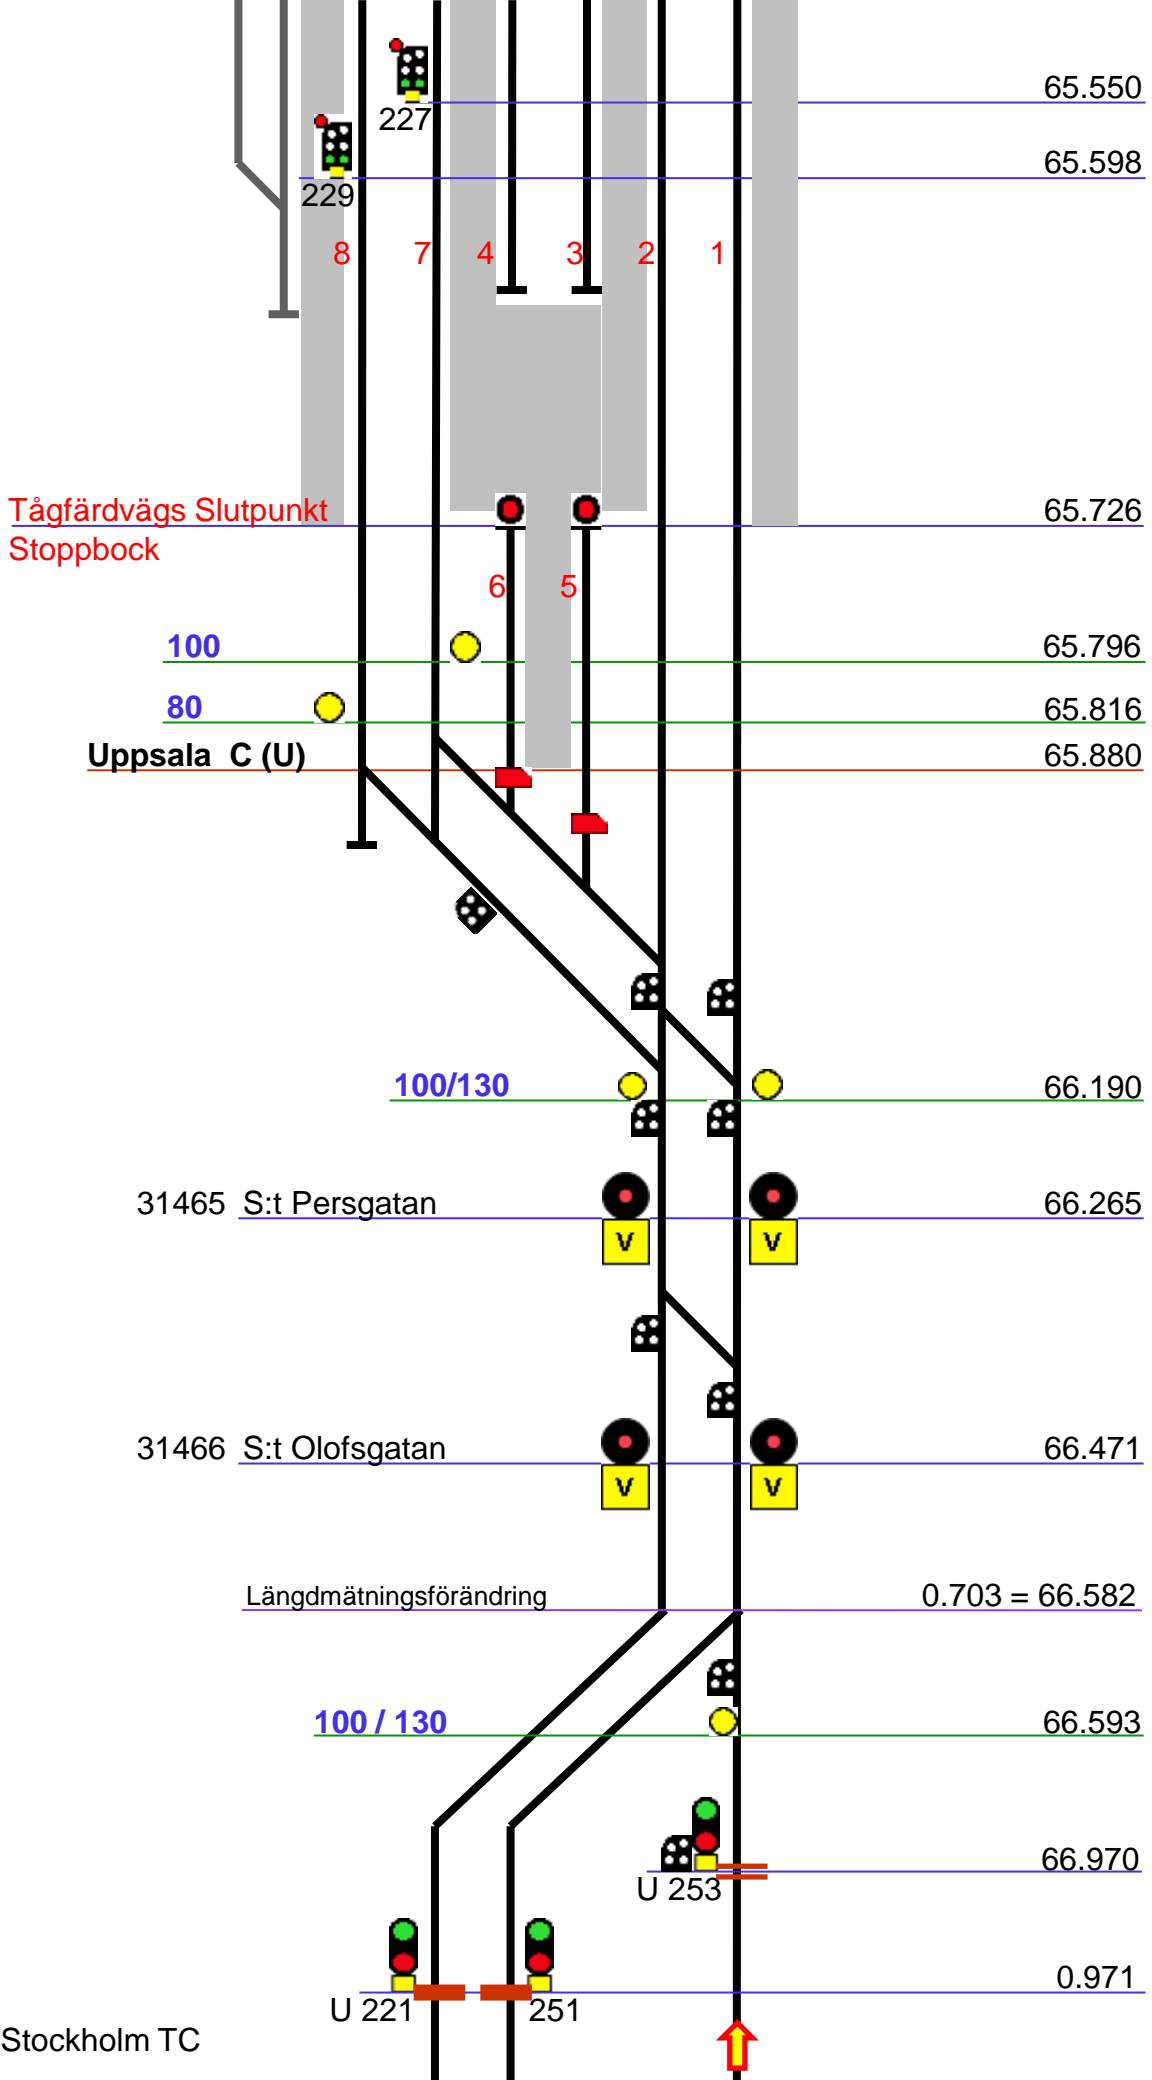 65.550
227
65.598
229
8 7 4 3 2 1
Tågfärdvägs Slutpunkt 65.726
Stoppbock
6 5
100 65.796
80 65.816
Uppsala C (U) 65.880
100/130 66.190
31465 S:t Persgatan 66.265
V V
31466 S:t Olofsgatan 66.471
V V
Längdmätningsförändring 0.703 = 66.582
100 / 130 66.593
66.970
U 253
0.971
U 221 251
Stockholm TC